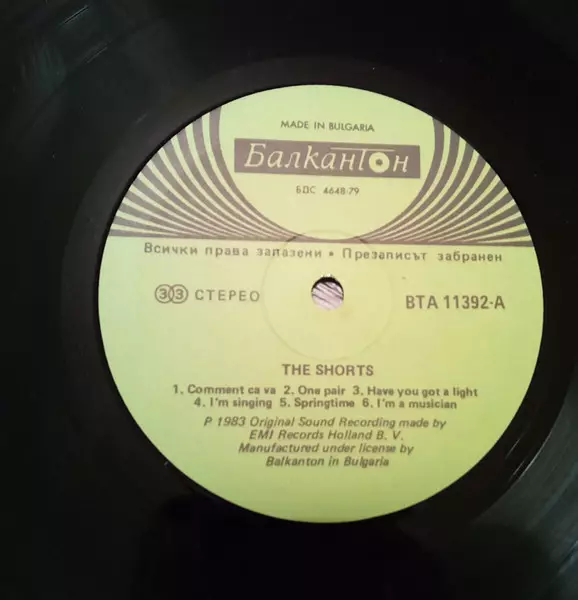 MADE IN BULGARIA
Балкантон
БДС 4648-79
Всички права запазени • Презаписът забранен
33 СТЕРЕО
ВТА 11392-А
THE SHORTS
1. Comment ca va 2. One pair 3. Have you got a light
4. I'm singing 5. Springtime 6. I'm a musician
P 1983 Original Sound Recording made by
EMI Records Holland B. V.
Manufactured under license by
Balkanton in Bulgaria